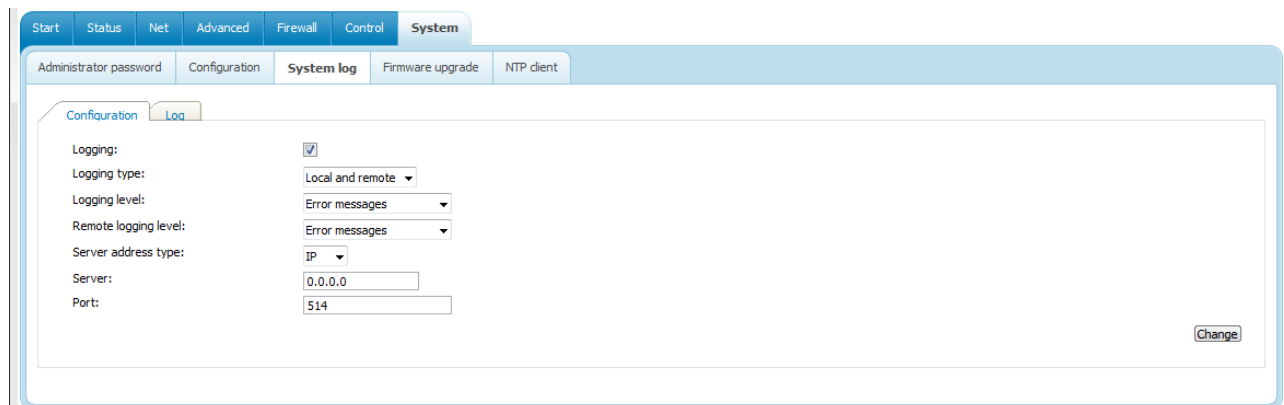 Start Status Net Advanced Firewall Control System
Administrator password Configuration System log Firmware upgrade NTP client
Configuration Log
Logging:
Logging type: Local and remote
Logging level: Error messages
Remote logging level: Error messages
Server address type: IP
Server: 0.0.0.0
Port: 514
Change